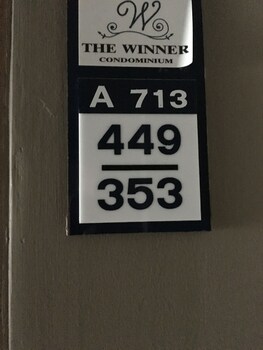 W
THE WINNER
CONDOMINIUM
A 713
449
353